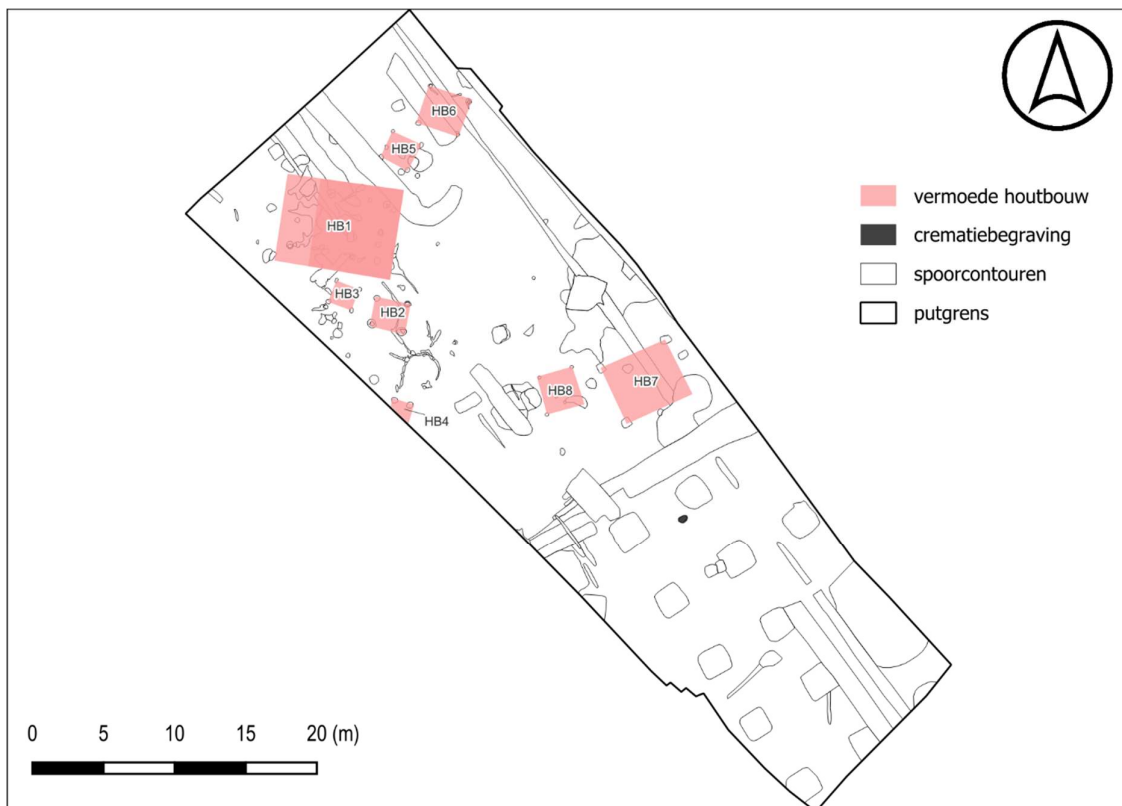 HB6
HB5
HB1
HB3
HB2
HB4
HB8
HB7
vermoede houtbouw
crematiebegraving
spoorcontouren
putgrens
0 5 10 15 20 (m)